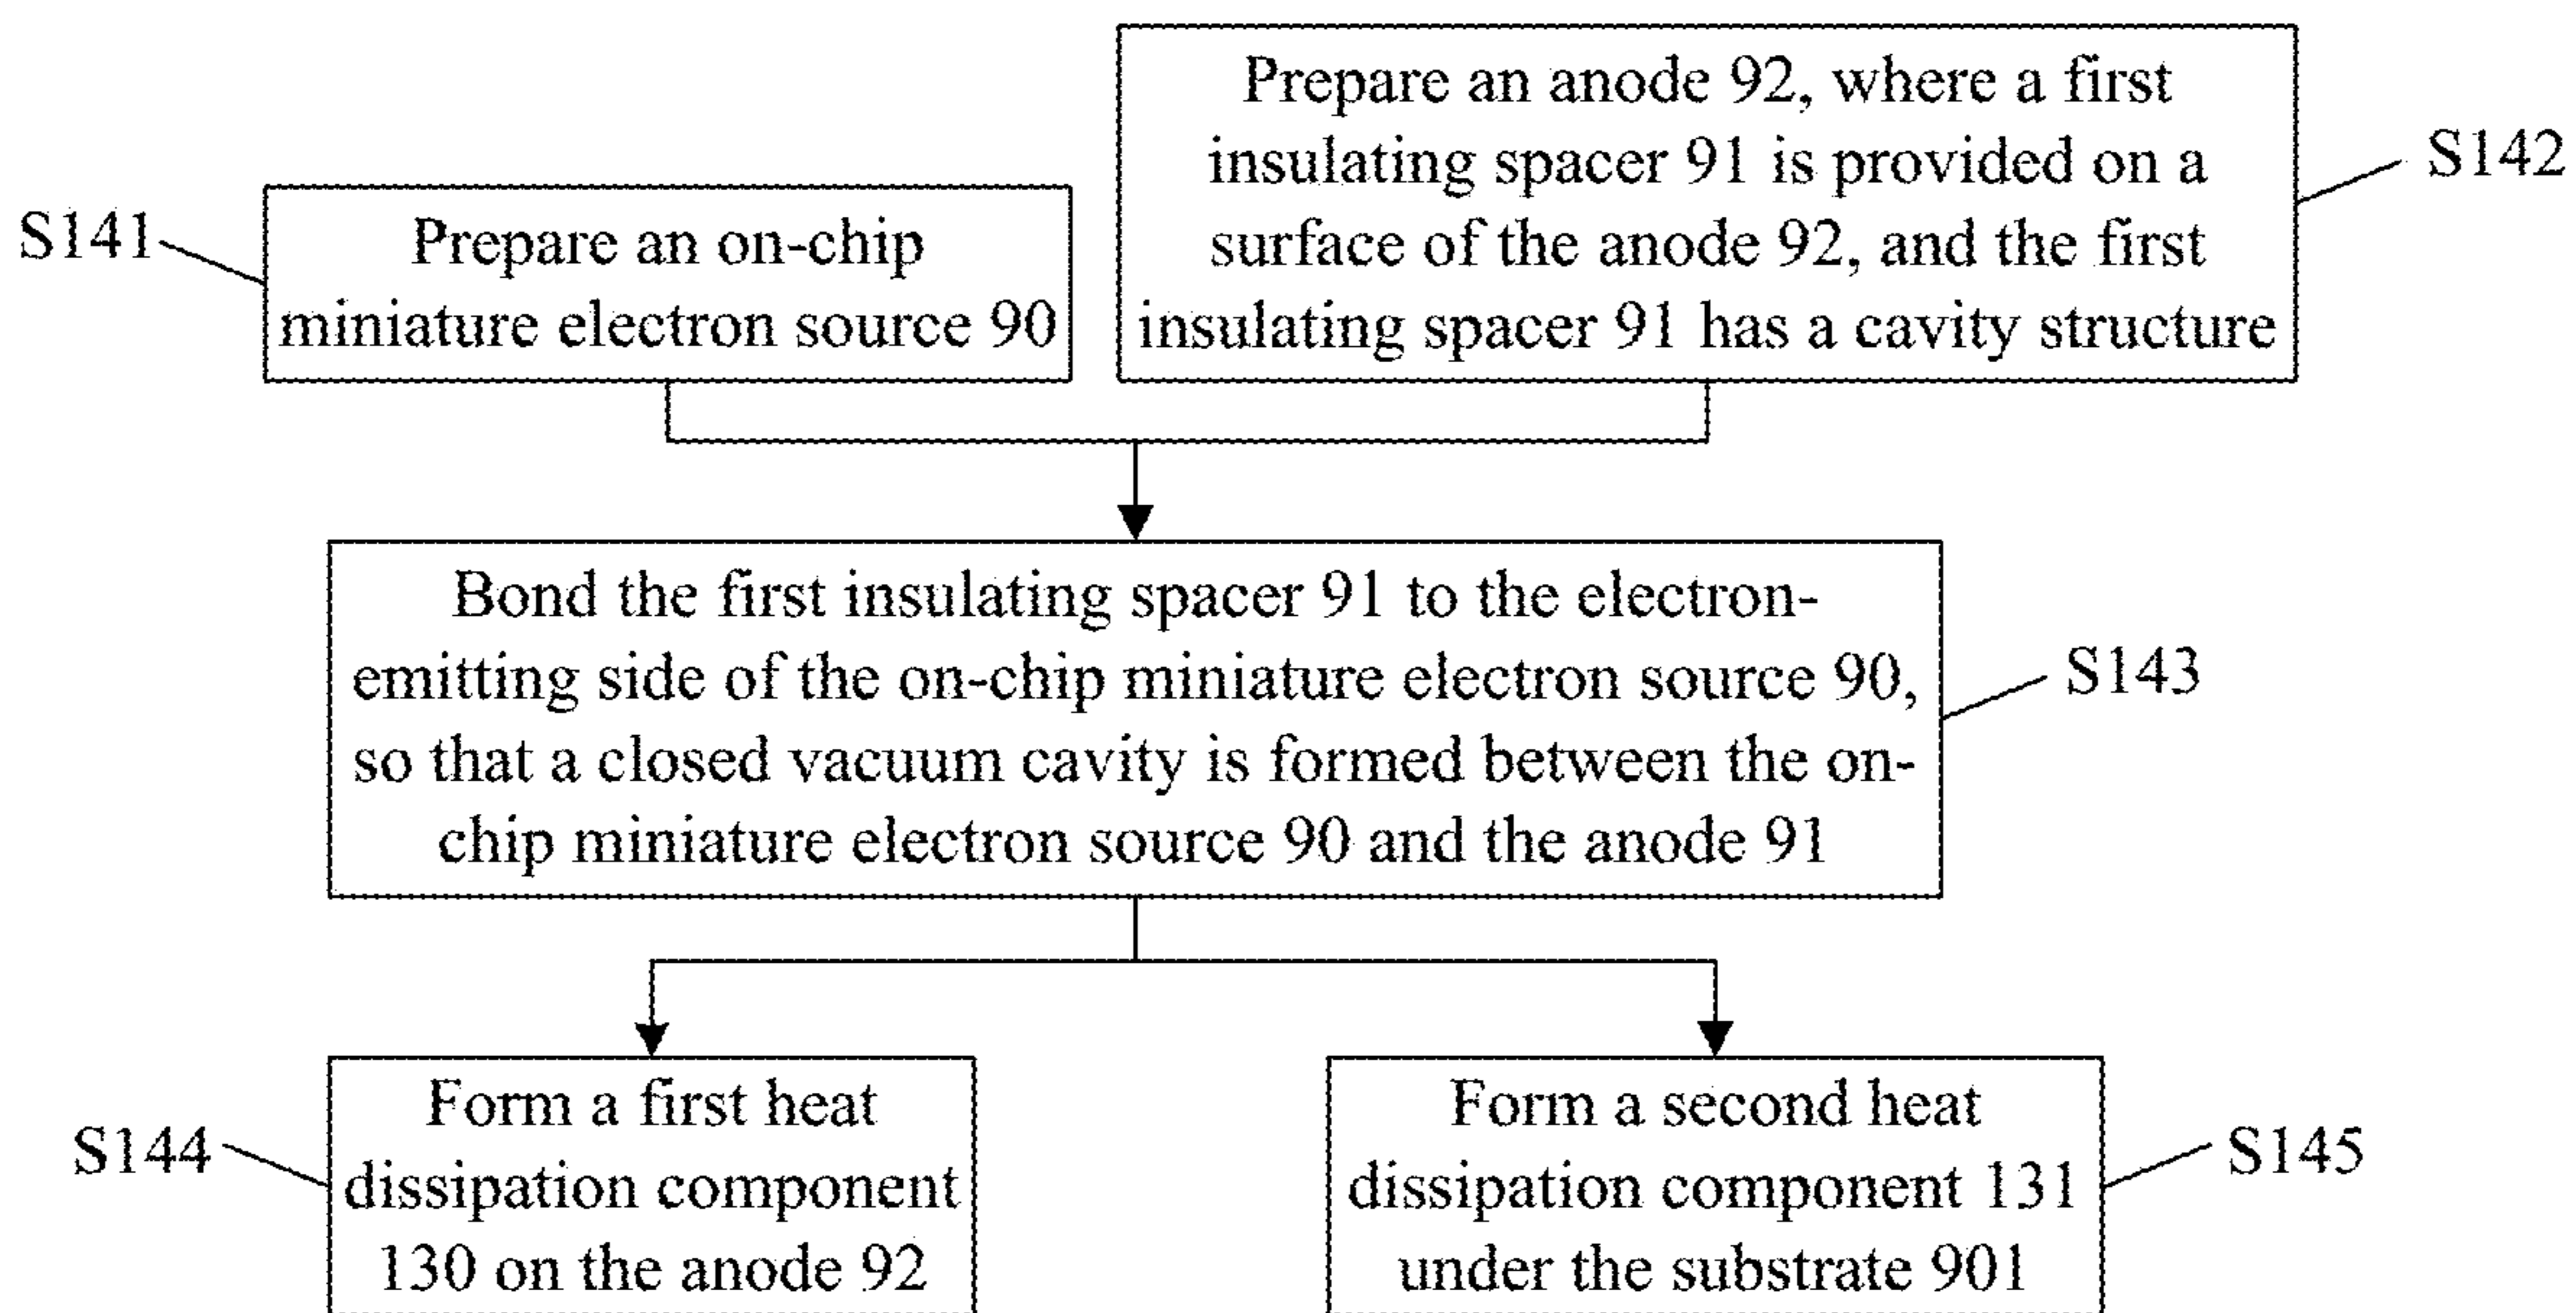 S141
Prepare an on-chip
miniature electron source 90
Prepare an anode 92, where a first
insulating spacer 91 is provided on a
surface of the anode 92, and the first
insulating spacer 91 has a cavity structure
S142
Bond the first insulating spacer 91 to the electron-
emitting side of the on-chip miniature electron source 90,
so that a closed vacuum cavity is formed between the on-
chip miniature electron source 90 and the anode 91
S143
S144
Form a first heat
dissipation component
130 on the anode 92
Form a second heat
dissipation component 131
under the substrate 901
S145